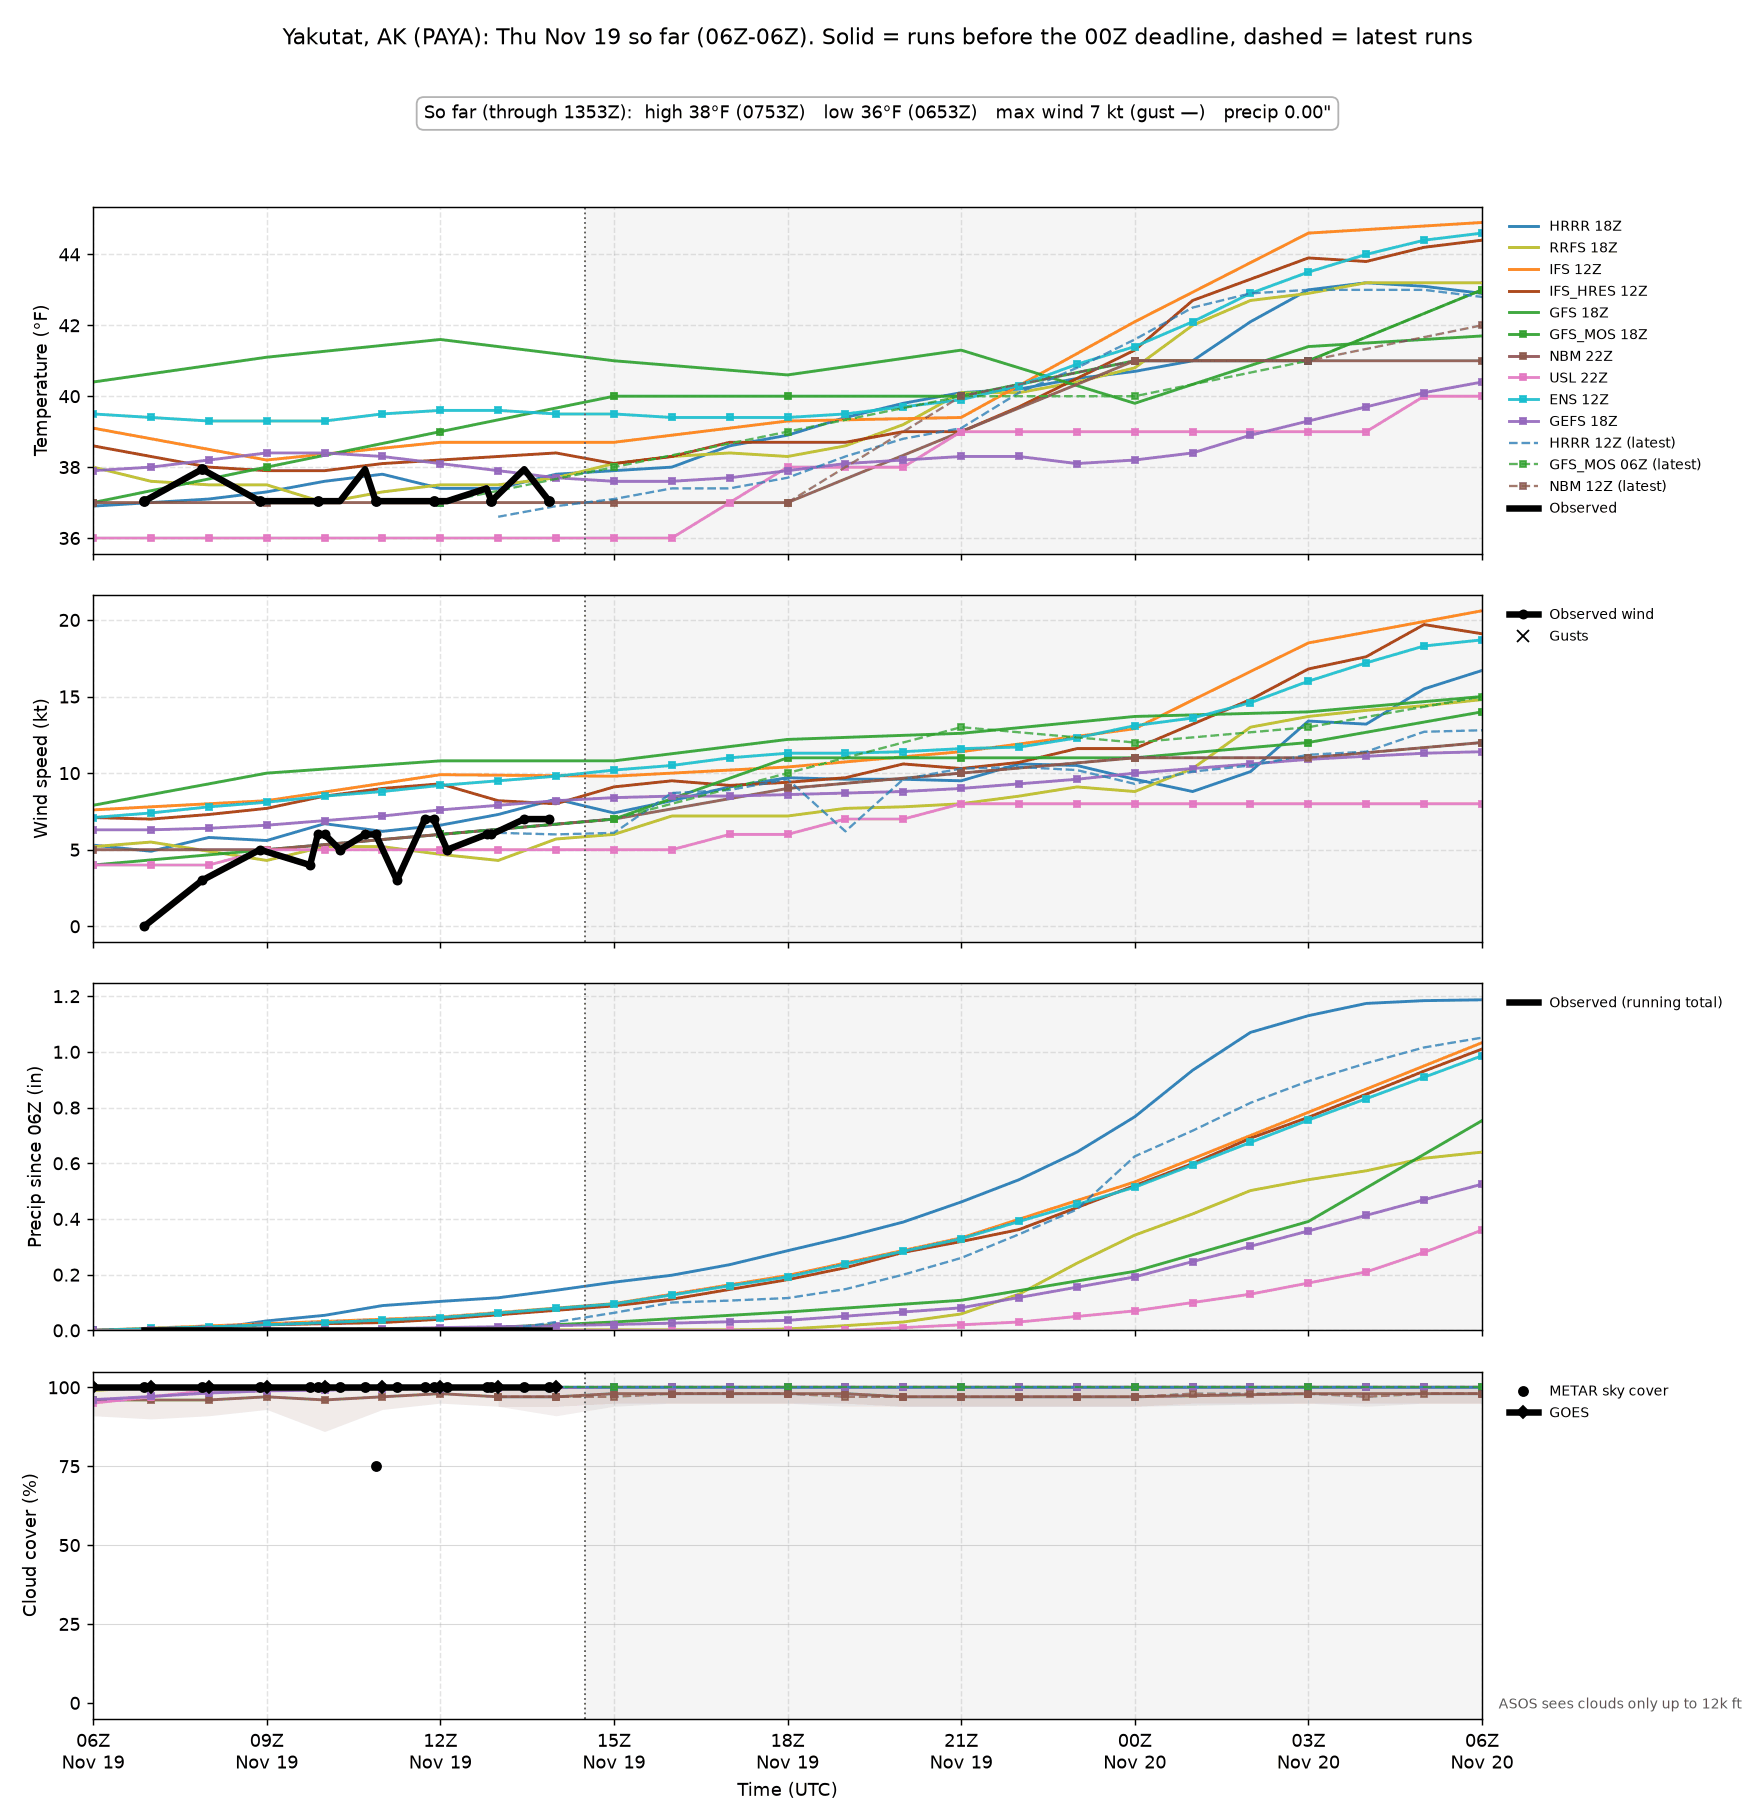 Yakutat, AK (PAYA): Thu Nov 19 so far (06Z-06Z). Solid = runs before the 00Z deadline, dashed = latest runs
So far (through 1353Z):  high 38°F (0753Z)   low 36°F (0653Z)   max wind 7 kt (gust —)   precip 0.00"
Temperature (°F)
44
42
40
38
36
HRRR 18Z
RRFS 18Z
IFS 12Z
IFS_HRES 12Z
GFS 18Z
GFS_MOS 18Z
NBM 22Z
USL 22Z
ENS 12Z
GEFS 18Z
HRRR 12Z (latest)
GFS_MOS 06Z (latest)
NBM 12Z (latest)
Observed
Wind speed (kt)
20
15
10
5
0
Observed wind
Gusts
Precip since 06Z (in)
1.2
1.0
0.8
0.6
0.4
0.2
0.0
Observed (running total)
Cloud cover (%)
100
75
50
25
0
METAR sky cover
GOES
ASOS sees clouds only up to 12k ft
06Z 09Z 12Z 15Z 18Z 21Z 00Z 03Z 06Z
Nov 19 Nov 19 Nov 19 Nov 19 Nov 19 Nov 19 Nov 20 Nov 20 Nov 20
Time (UTC)